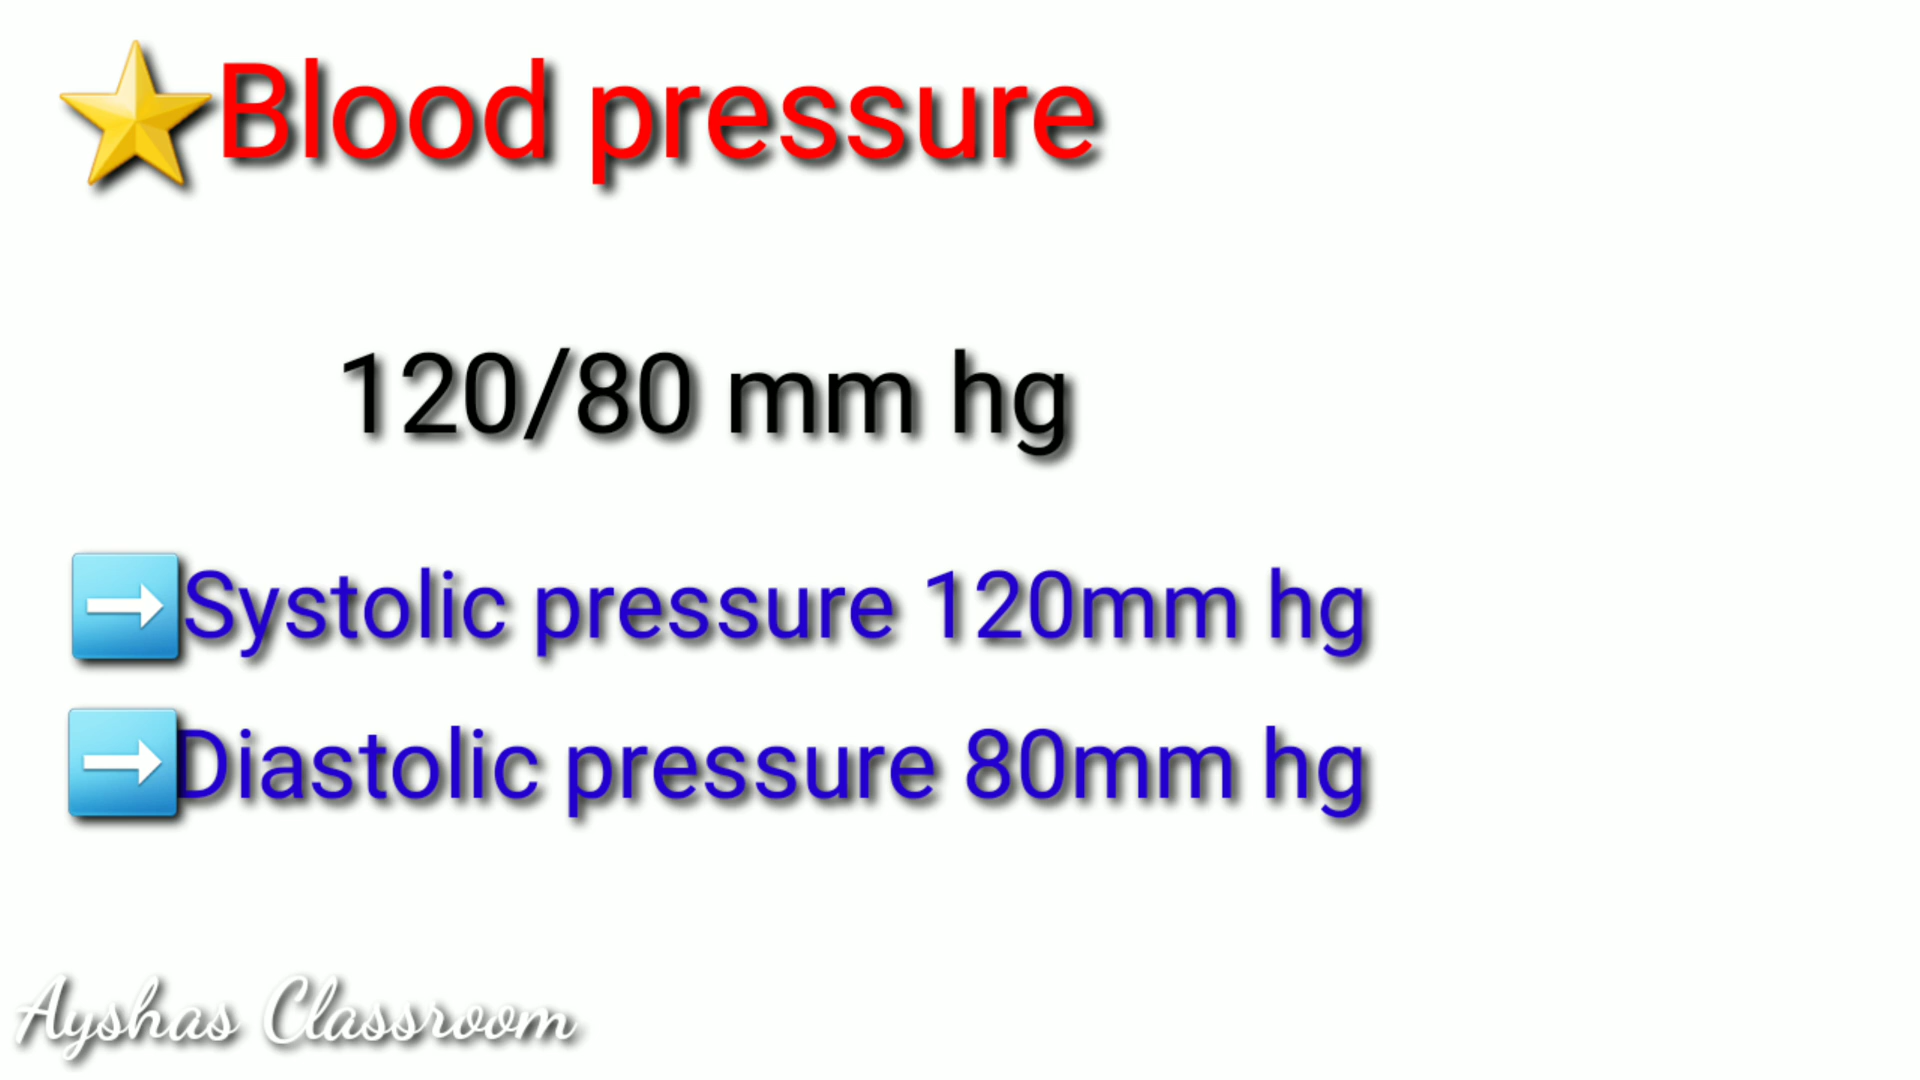 ⭐Blood pressure
120/80 mm hg
➡️Systolic pressure 120mm hg
➡️Diastolic pressure 80mm hg
Ayshas Classroom